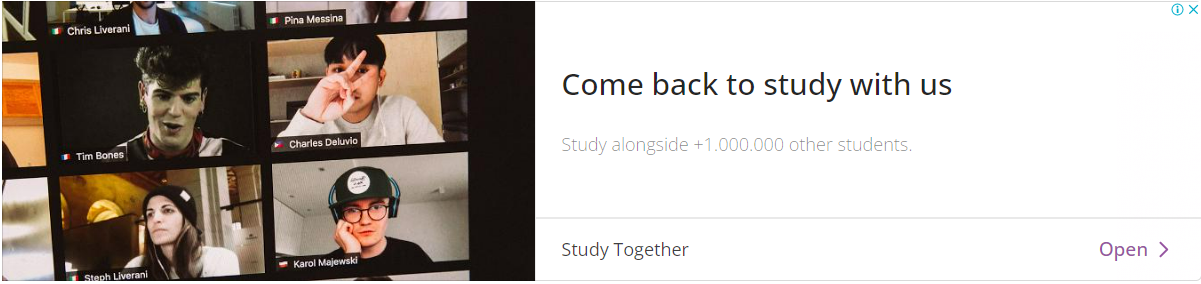 Chris Liverani
Pina Messina
Tim Bones
Charles Deluvio
Steph Liverani
Karol Majewski
Come back to study with us
Study alongside +1.000.000 other students.
Study Together
Open